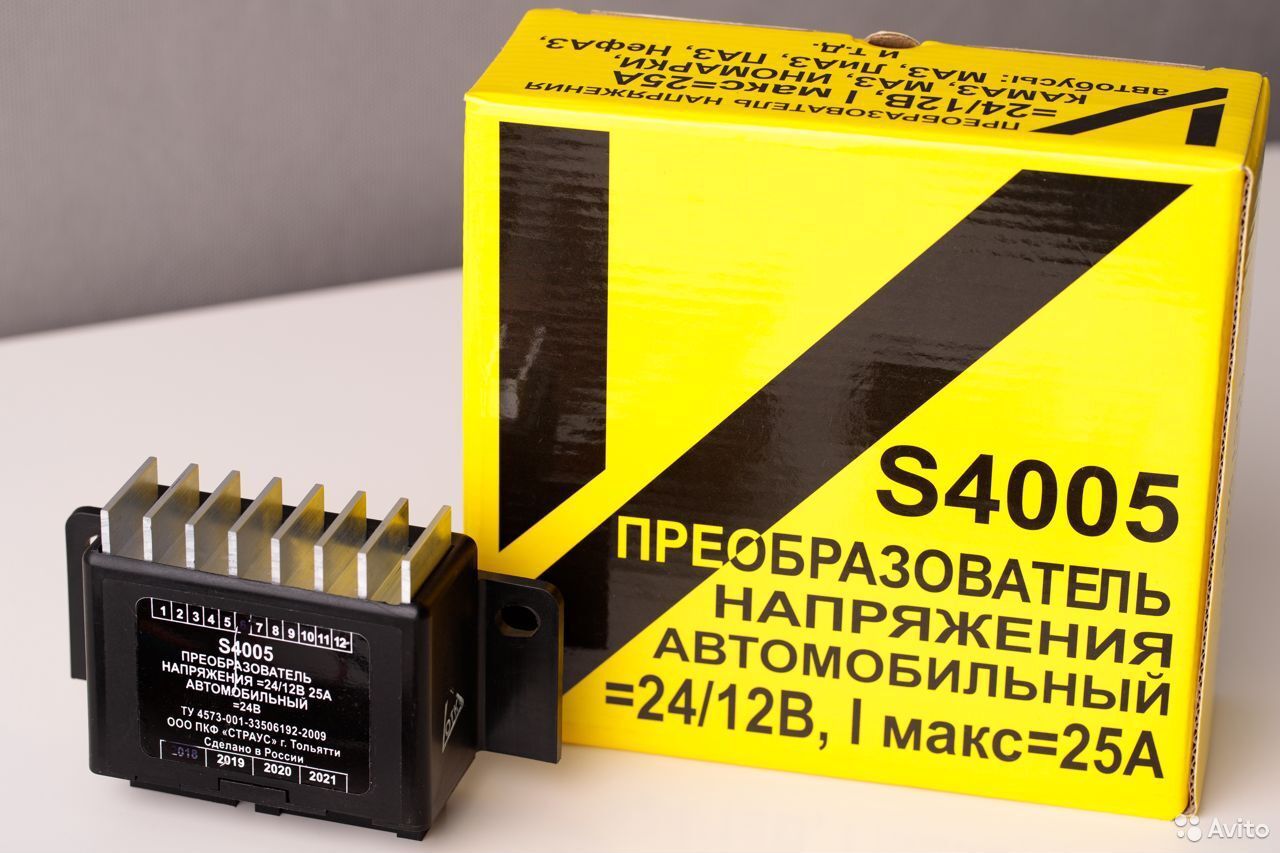 ПРЕОБРАЗОВАТЕЛЬ НАПРЯЖЕНИЯ
=24/12В, I макс=25А
КАМАЗ, МАЗ, ИНОМАРКИ,
автобусы: МАЗ, ЛиАЗ, ПАЗ, НефАЗ,
и т.д.
S4005
ПРЕОБРАЗОВАТЕЛЬ
НАПРЯЖЕНИЯ
АВТОМОБИЛЬНЫЙ
=24/12В, I макс=25А
1 2 3 4 5 7 8 9 10 11 12
S4005
ПРЕОБРАЗОВАТЕЛЬ
НАПРЯЖЕНИЯ =24/12В 25А
АВТОМОБИЛЬНЫЙ
=24В
ТУ 4573-001-33506192-2009
ООО ПКФ «СТРАУС» г. Тольятти
Сделано в России
2018 2019 2020 2021
Avito